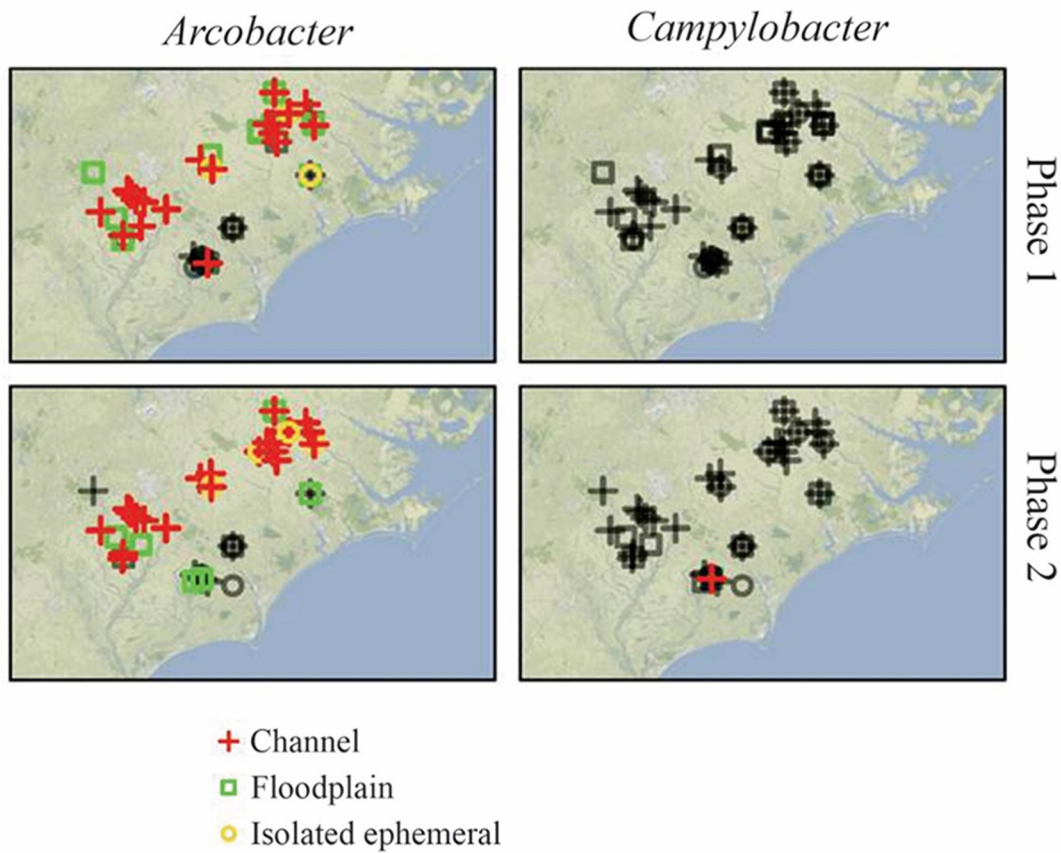 Arcobacter
Campylobacter
Phase 1
Phase 2
Channel
Floodplain
Isolated ephemeral